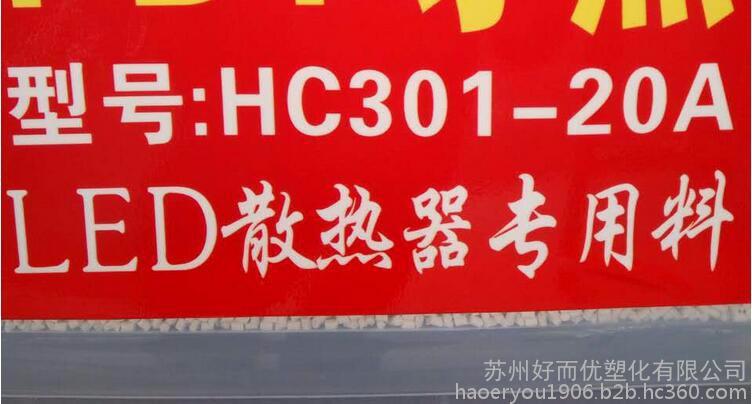 型号:HC301-20A
LED散热器专用料
苏州好而优塑化有限公司
haoeryou1906.b2b.hc360.com